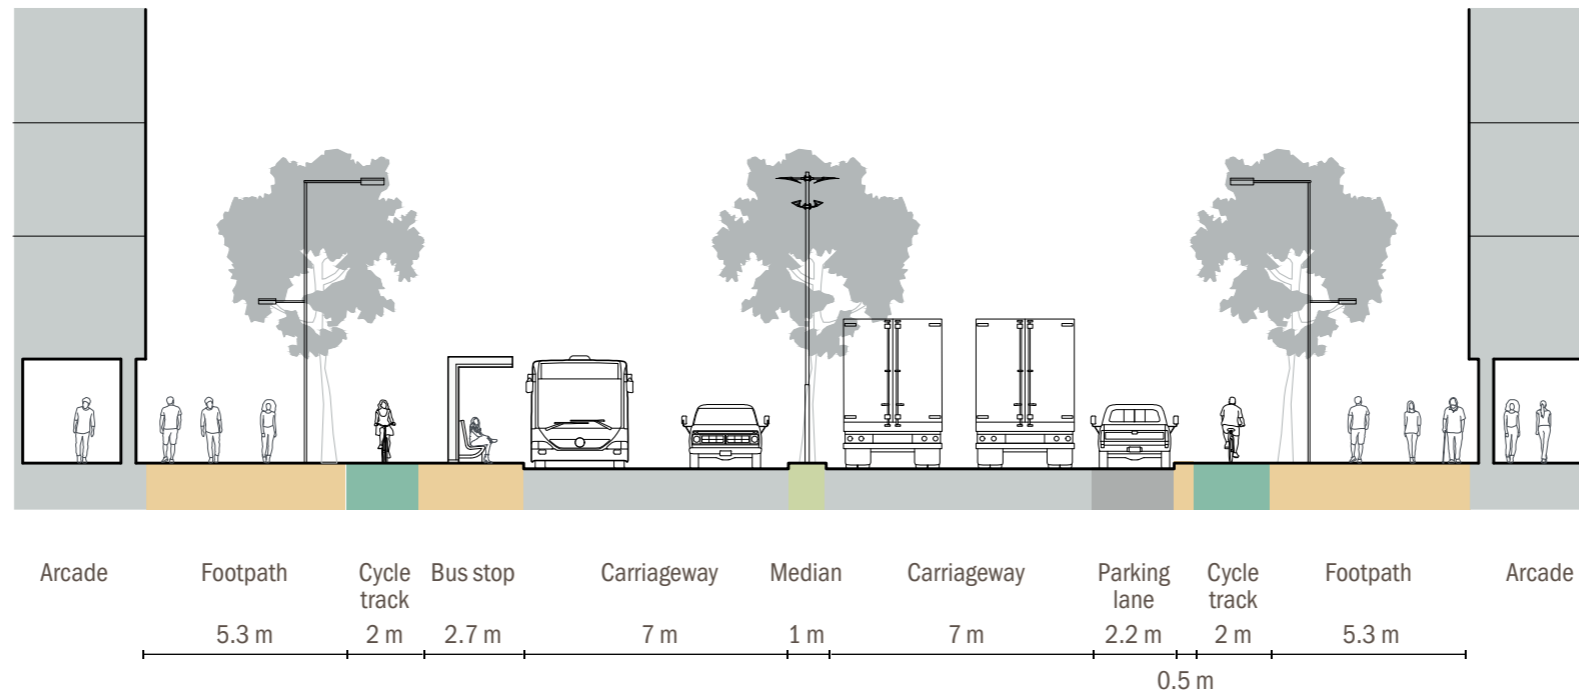 Arcade Footpath Cycle Bus stop Carriageway Median Carriageway Parking Cycle Footpath Arcade
track lane track
5.3 m 2 m 2.7 m 7 m 1 m 7 m 2.2 m 2 m 5.3 m
0.5 m